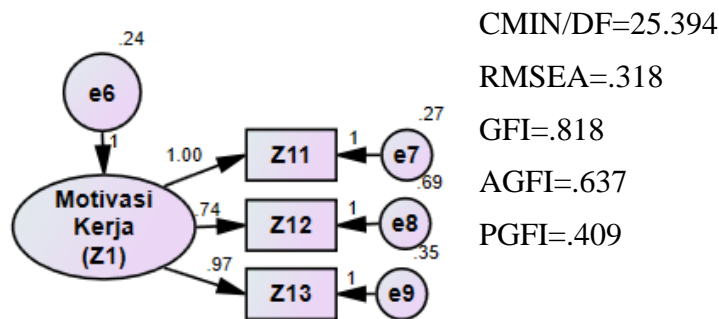 .24
e6
1
1.00
Z11
1
e7
.27
Motivasi
Kerja
(Z1)
.74
Z12
1
e8
.69
.97
Z13
1
e9
.35
CMIN/DF=25.394
RMSEA=.318
GFI=.818
AGFI=.637
PGFI=.409